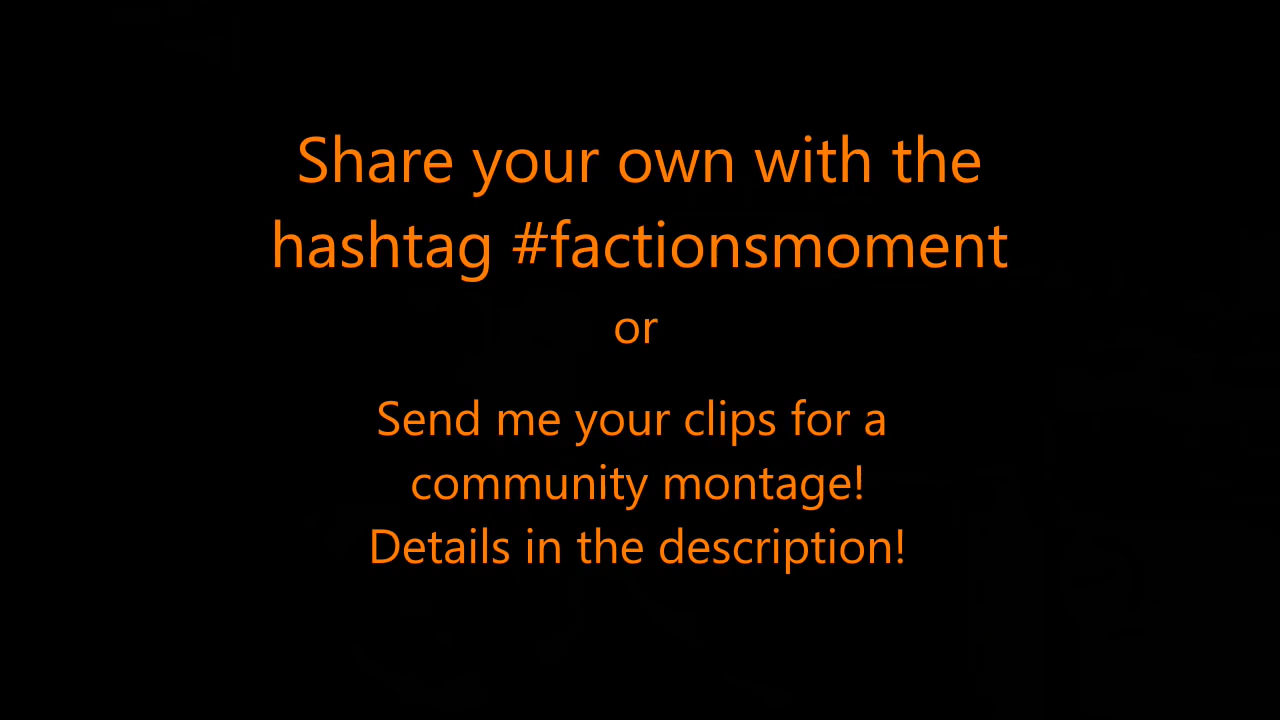 Share your own with the
hashtag #factionsmoment
or
Send me your clips for a
community montage!
Details in the description!